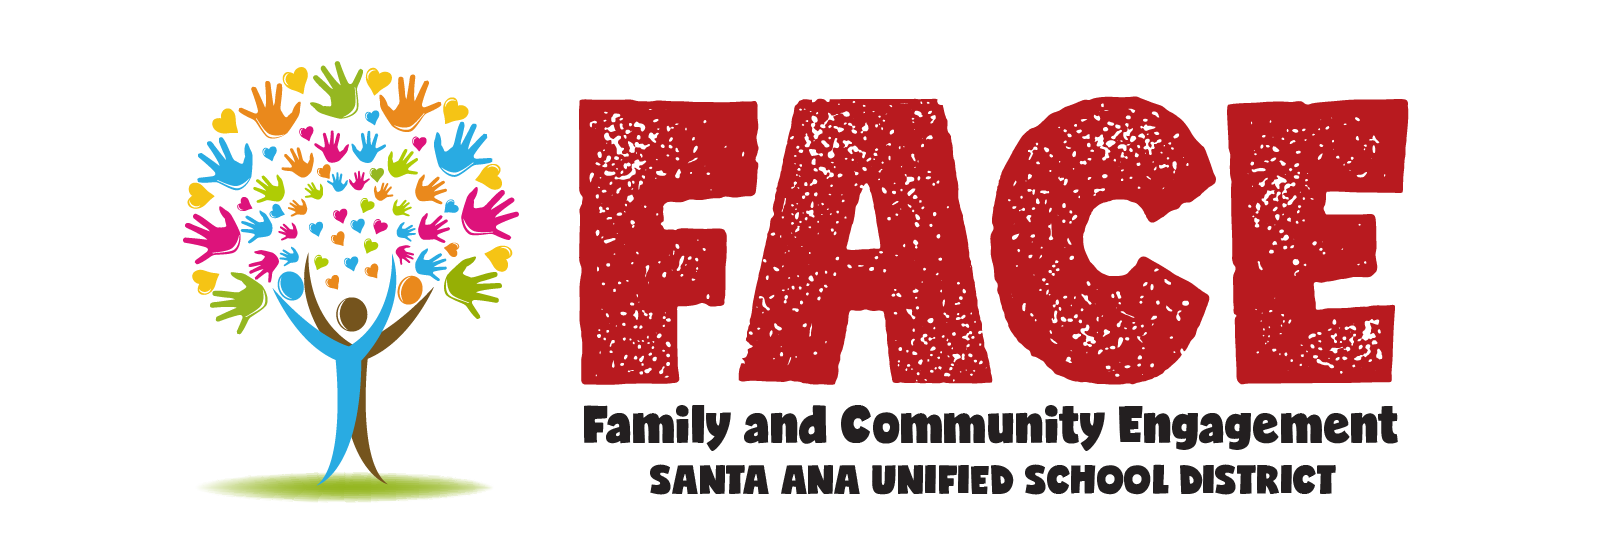 FACE
Family and Community Engagement
SANTA ANA UNIFIED SCHOOL DISTRICT